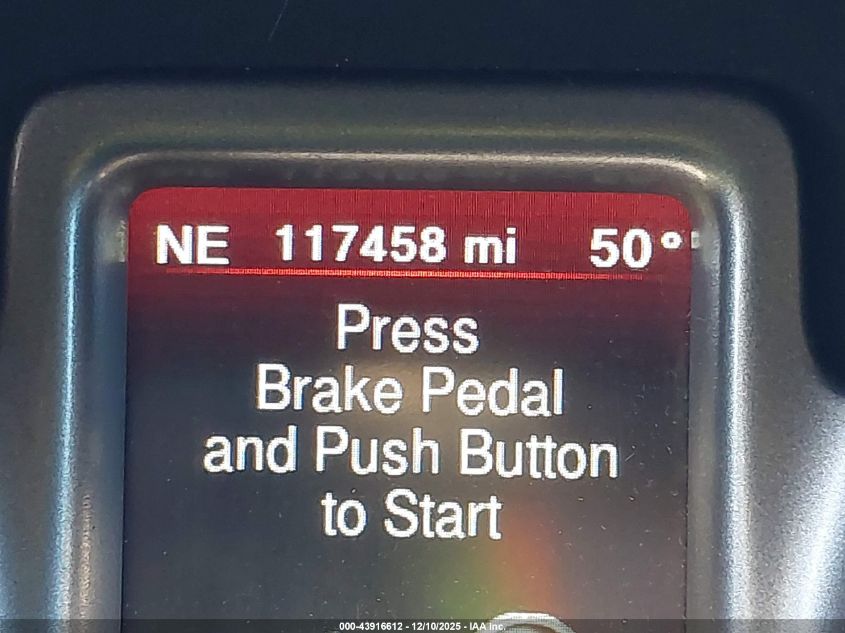 NE 117458 mi 50°
Press
Brake Pedal
and Push Button
to Start
000-43916612 - 12/10/2025 - IAA Inc.